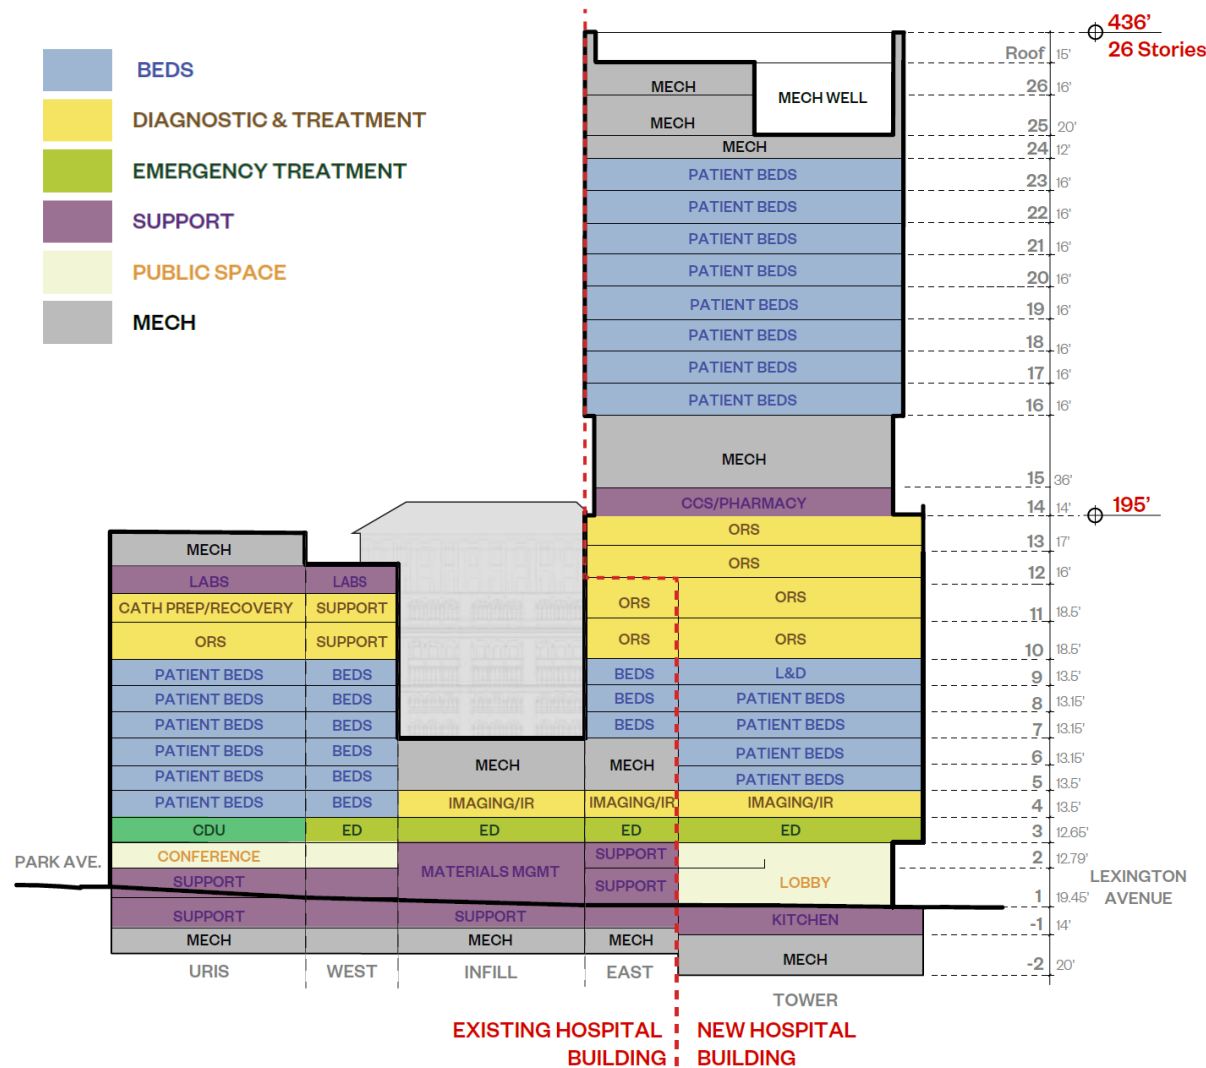 436'
26 Stories
BEDS
DIAGNOSTIC & TREATMENT
EMERGENCY TREATMENT
SUPPORT
PUBLIC SPACE
MECH
Roof 15'
MECH 26 16'
MECH WELL
MECH 25 20'
MECH 24 12'
PATIENT BEDS 23 16'
PATIENT BEDS 22 16'
PATIENT BEDS 21 16'
PATIENT BEDS 20 16'
PATIENT BEDS 19 16'
PATIENT BEDS 18 16'
PATIENT BEDS 17 16'
PATIENT BEDS 16 16'
MECH 15 36'
CCS/PHARMACY 14 14'
195'
ORS 13 17'
ORS 12 16'
MECH
LABS LABS
CATH PREP/RECOVERY SUPPORT ORS ORS 11 18.5'
ORS SUPPORT ORS ORS 10 18.5'
PATIENT BEDS BEDS BEDS L&D 9 13.5'
PATIENT BEDS BEDS BEDS PATIENT BEDS 8 13.15'
PATIENT BEDS BEDS BEDS PATIENT BEDS 7 13.15'
PATIENT BEDS BEDS PATIENT BEDS 6 13.15'
MECH MECH
PATIENT BEDS BEDS PATIENT BEDS 5 13.5'
PATIENT BEDS BEDS IMAGING/IR IMAGING/IR IMAGING/IR 4 13.5'
CDU ED ED ED ED 3 12.65'
PARK AVE. CONFERENCE SUPPORT 2 12.79'
MATERIALS MGMT
SUPPORT SUPPORT LOBBY 1 19.45'
LEXINGTON
AVENUE
SUPPORT SUPPORT KITCHEN -1 14'
MECH MECH MECH
MECH -2 20'
URIS WEST INFILL EAST
TOWER
EXISTING HOSPITAL
BUILDING
NEW HOSPITAL
BUILDING